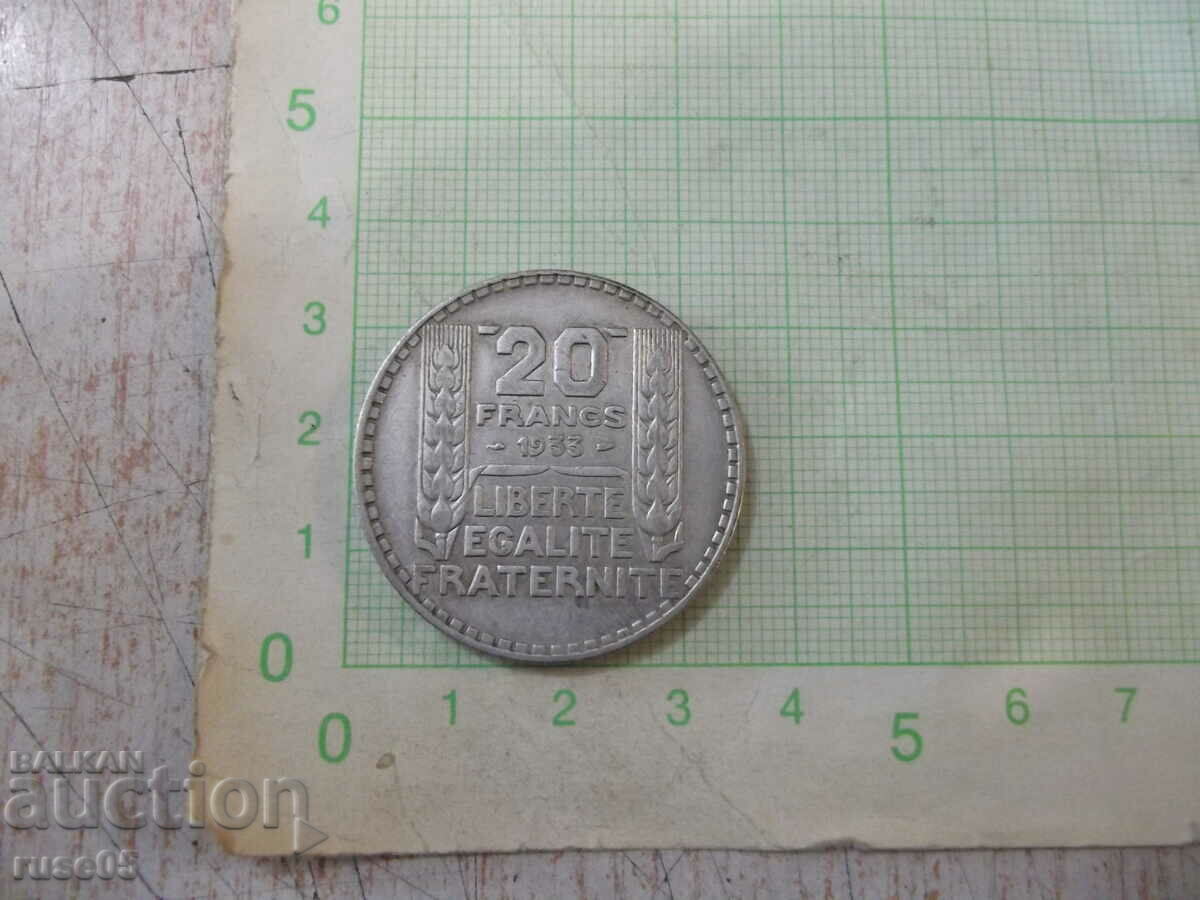 6
5
4
3
2
1
0
20
FRANCS
1933
LIBERTE
EGALITE
FRATERNITE
0 1 2 3 4 5 6 7
BALKAN
auction
ruse05